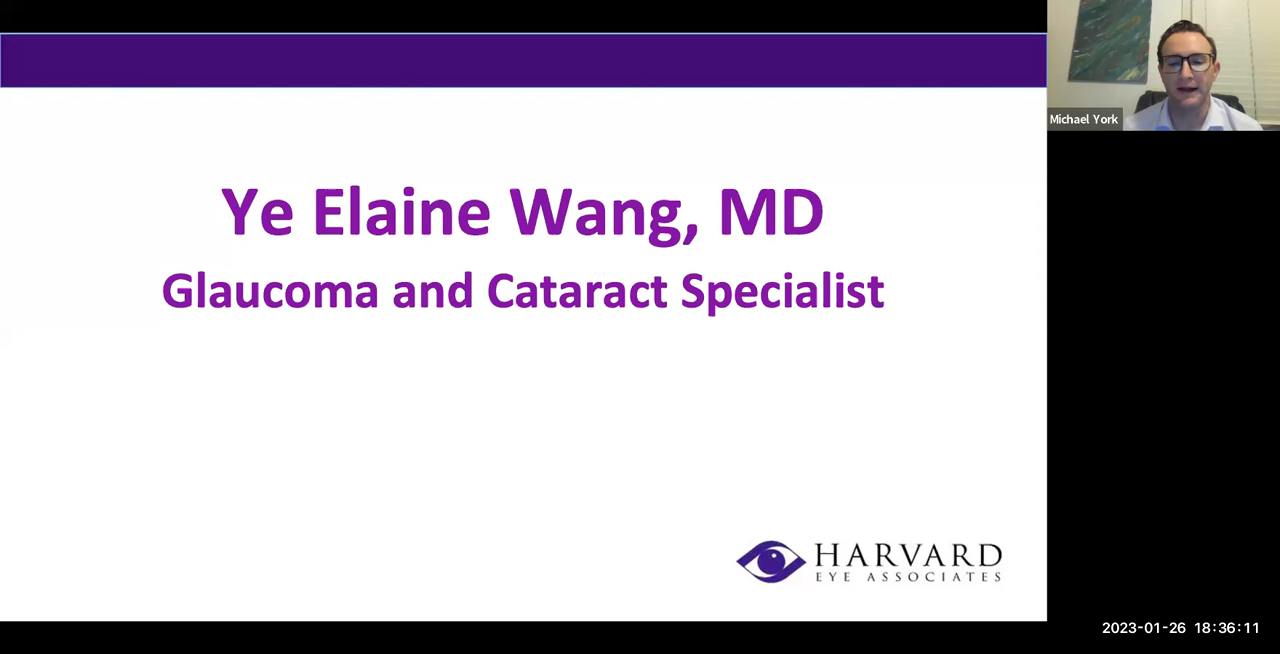 Ye Elaine Wang, MD
Glaucoma and Cataract Specialist
HARVARD
EYE ASSOCIATES
Michael York
2023-01-26 18:36:11